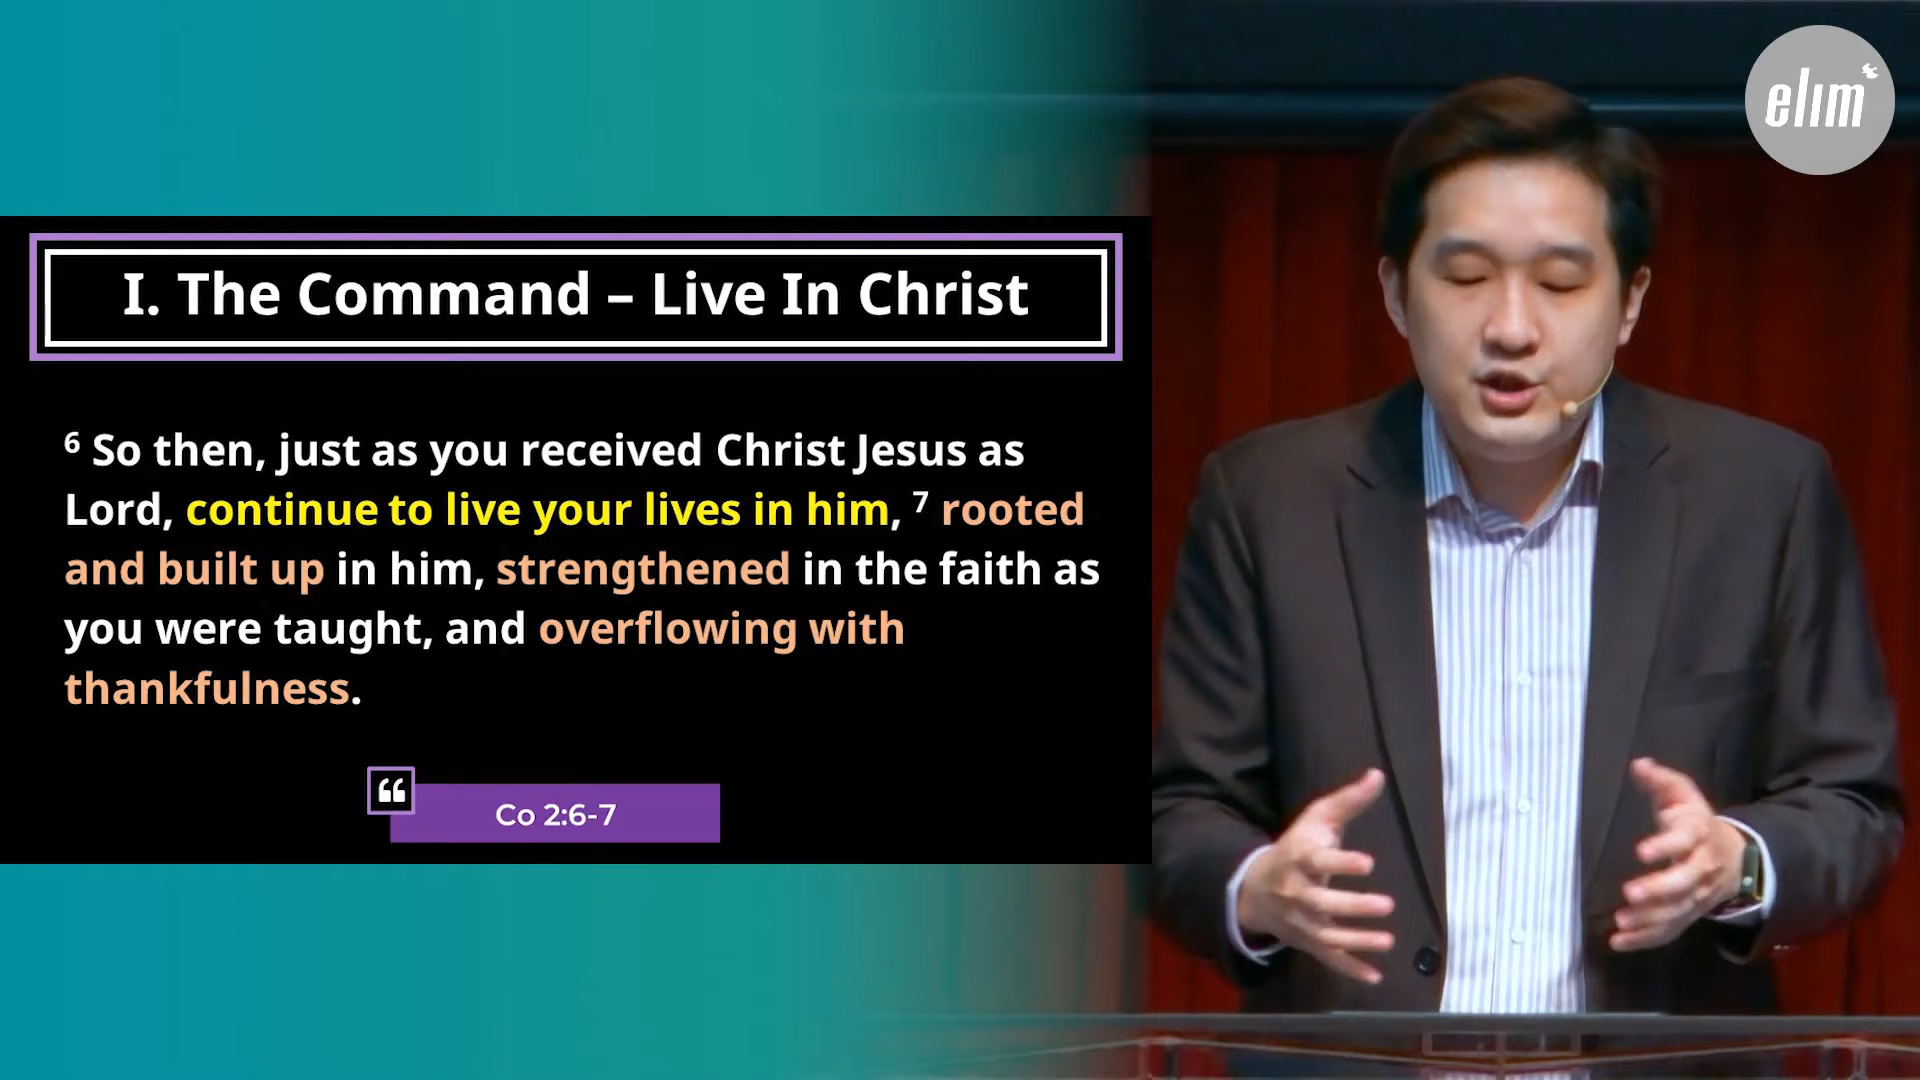 elim
I. The Command – Live In Christ
⁶ So then, just as you received Christ Jesus as
Lord, continue to live your lives in him, ⁷ rooted
and built up in him, strengthened in the faith as
you were taught, and overflowing with
thankfulness.
❝
Co 2:6-7